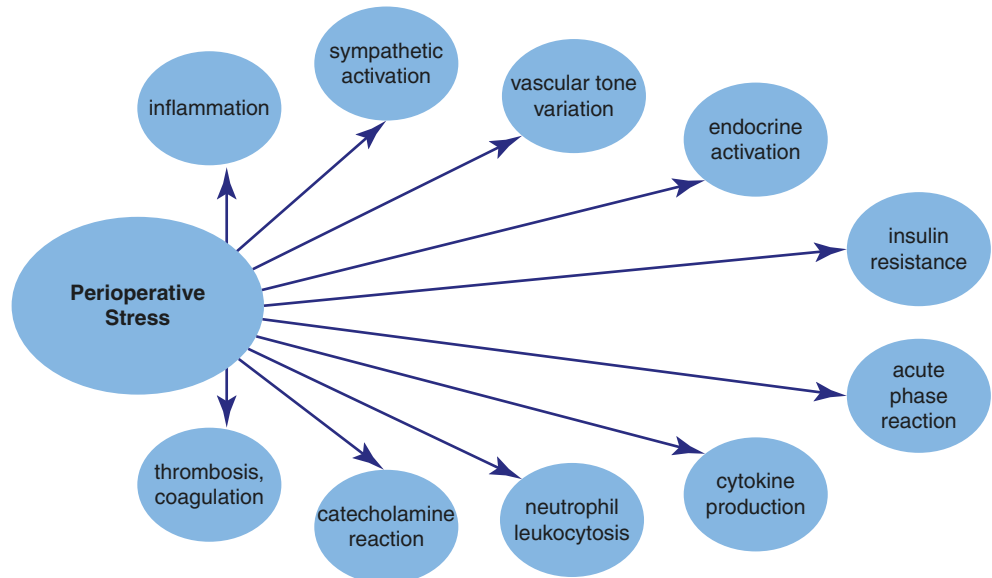 sympathetic
activation
inflammation
vascular tone
variation
endocrine
activation
insulin
resistance
Perioperative
Stress
acute
phase
reaction
thrombosis,
coagulation
catecholamine
reaction
neutrophil
leukocytosis
cytokine
production